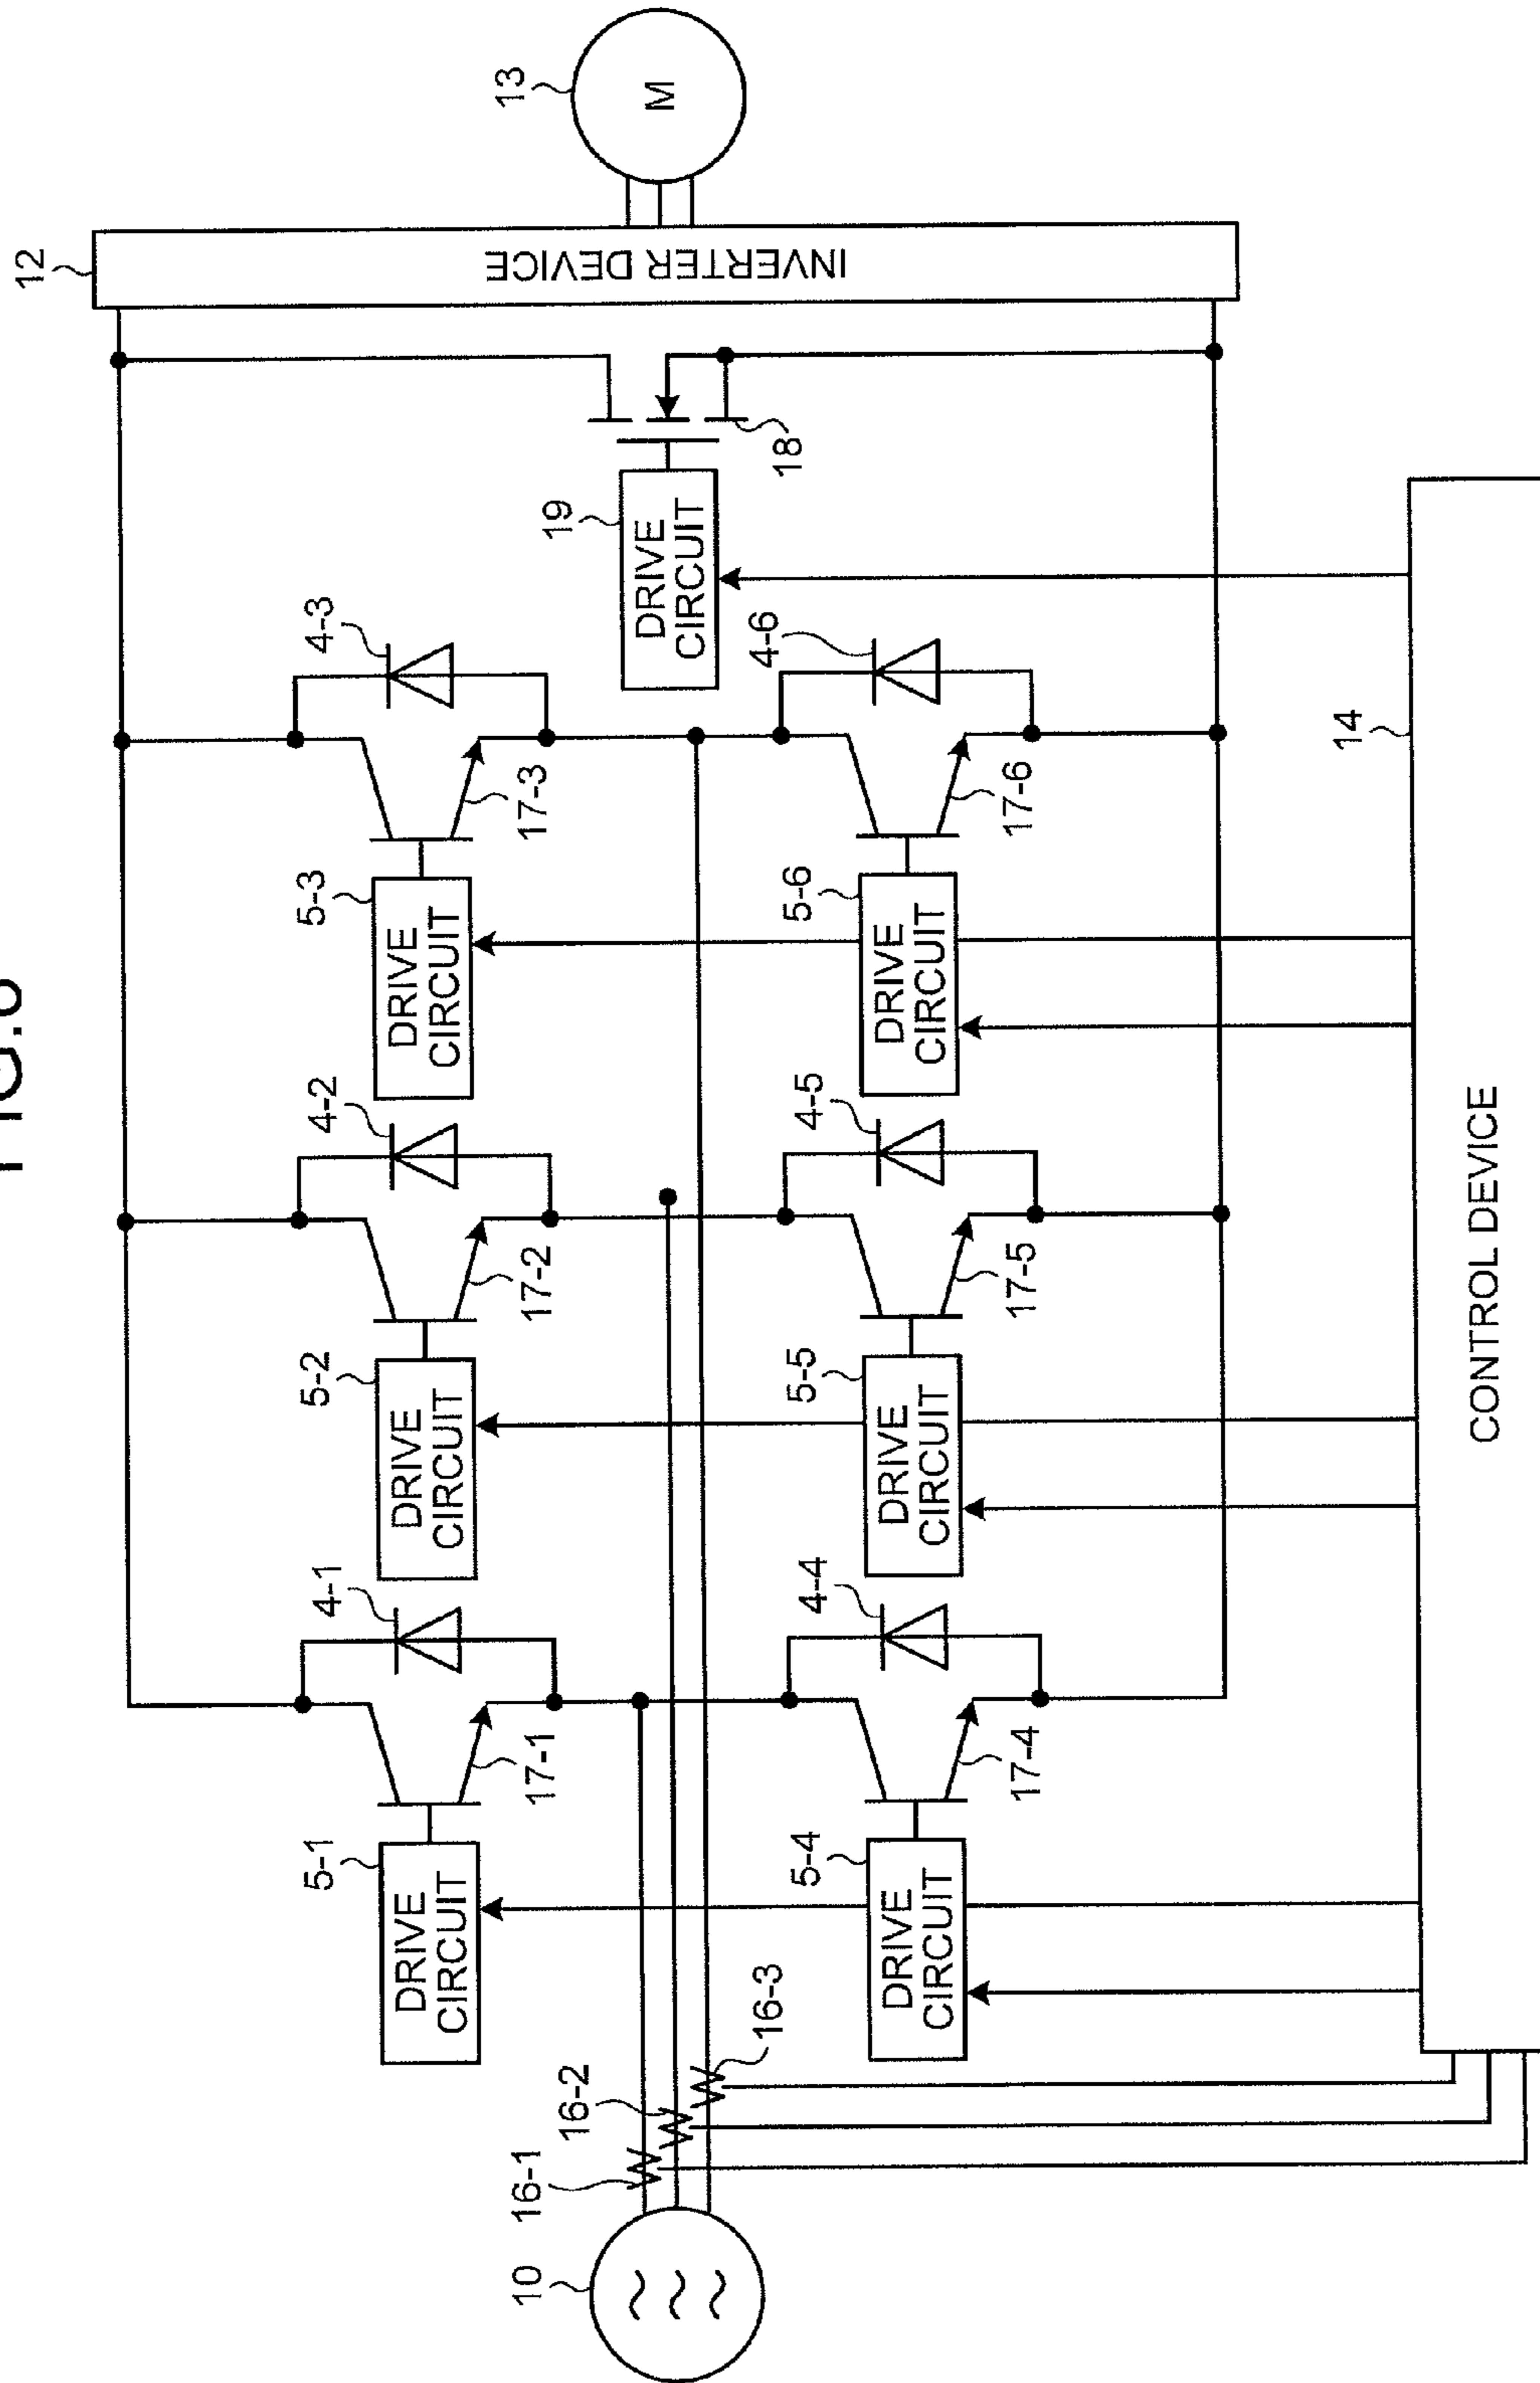 12
5-1
4-1
5-2
4-2
5-3
4-3
DRIVE
CIRCUIT
DRIVE
CIRCUIT
DRIVE
CIRCUIT
17-1
17-2
17-3
10
16-1
16-2
16-3
19
DRIVE
CIRCUIT
18
INVERTER DEVICE
13
M
5-4
4-4
5-5
4-5
5-6
4-6
DRIVE
CIRCUIT
DRIVE
CIRCUIT
DRIVE
CIRCUIT
17-4
17-5
17-6
14
CONTROL DEVICE